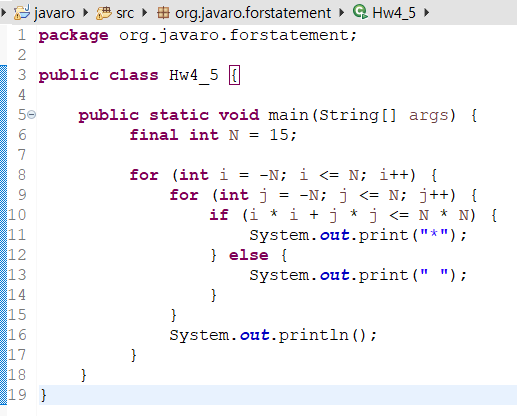 javaro src org.javaro.forstatement Hw4_5
1 package org.javaro.forstatement;
2
3 public class Hw4_5 {
4
5 public static void main(String[] args) {
6 final int N = 15;
7
8 for (int i = -N; i <= N; i++) {
9 for (int j = -N; j <= N; j++) {
10 if (i * i + j * j <= N * N) {
11 System.out.print("*");
12 } else {
13 System.out.print(" ");
14 }
15 }
16 System.out.println();
17 }
18 }
19 }